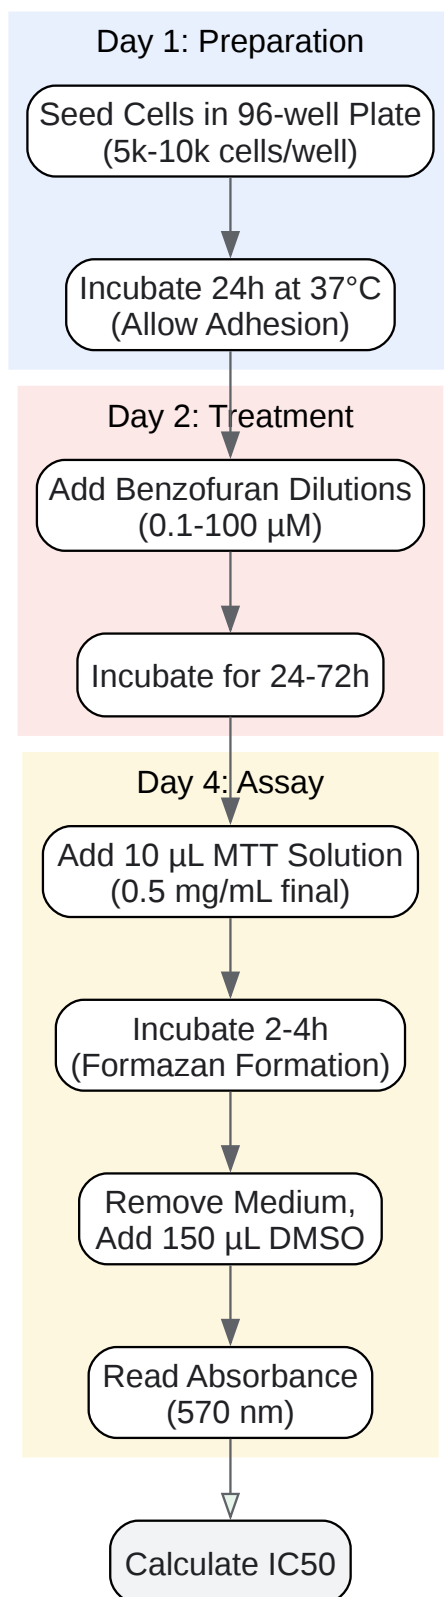 Day 1: Preparation
Seed Cells in 96-well Plate
(5k-10k cells/well)
Incubate 24h at 37°C
(Allow Adhesion)
Day 2: Treatment
Add Benzofuran Dilutions
(0.1-100 µM)
Incubate for 24-72h
Day 4: Assay
Add 10 µL MTT Solution
(0.5 mg/mL final)
Incubate 2-4h
(Formazan Formation)
Remove Medium,
Add 150 µL DMSO
Read Absorbance
(570 nm)
Calculate IC50